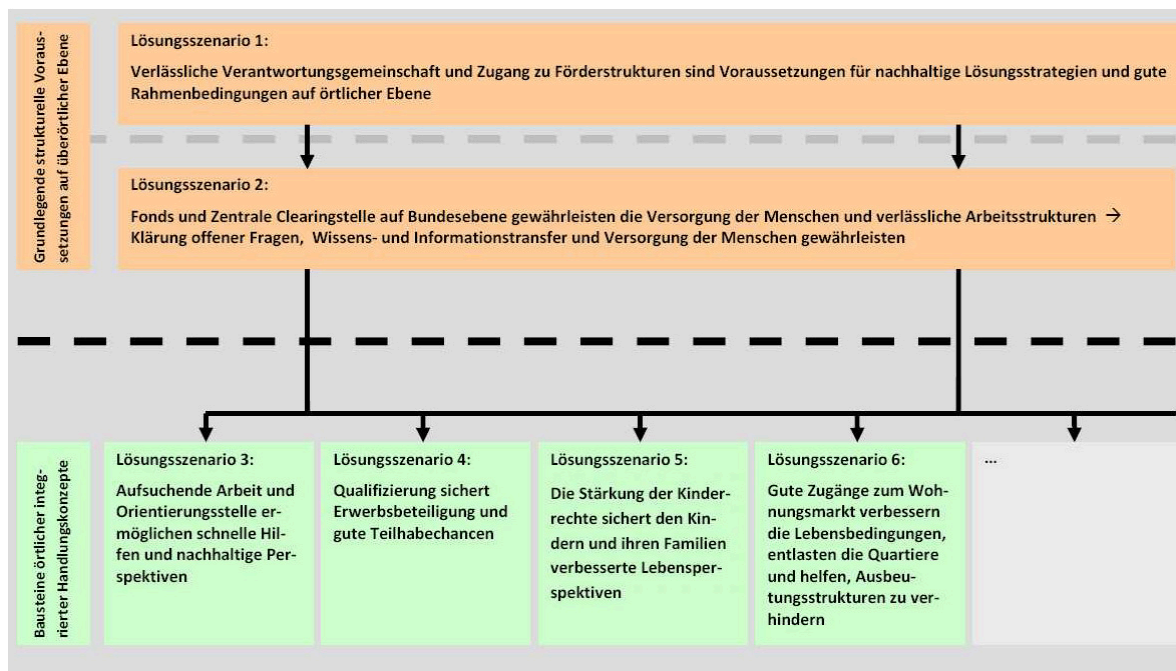 Grundlegende strukturelle Voraus-
setzungen auf überörtlicher Ebene
Lösungsszenario 1:
Verlässliche Verantwortungsgemeinschaft und Zugang zu Förderstrukturen sind Voraussetzungen für nachhaltige Lösungsstrategien und gute
Rahmenbedingungen auf örtlicher Ebene
Lösungsszenario 2:
Fonds und Zentrale Clearingstelle auf Bundesebene gewährleisten die Versorgung der Menschen und verlässliche Arbeitsstrukturen →
Klärung offener Fragen, Wissens- und Informationstransfer und Versorgung der Menschen gewährleisten
Bausteine örtlicher integ-
rierter Handlungskonzepte
Lösungsszenario 3:
Aufsuchende Arbeit und
Orientierungsstelle er-
möglichen schnelle Hil-
fen und nachhaltige Per-
spektiven
Lösungsszenario 4:
Qualifizierung sichert
Erwerbsbeteiligung und
gute Teilhabechancen
Lösungsszenario 5:
Die Stärkung der Kinder-
rechte sichert den Kin-
dern und ihren Familien
verbesserte Lebensper-
spektiven
Lösungsszenario 6:
Gute Zugänge zum Woh-
nungsmarkt verbessern
die Lebensbedingungen,
entlasten die Quartiere
und helfen, Ausbeu-
tungsstrukturen zu ver-
hindern
...